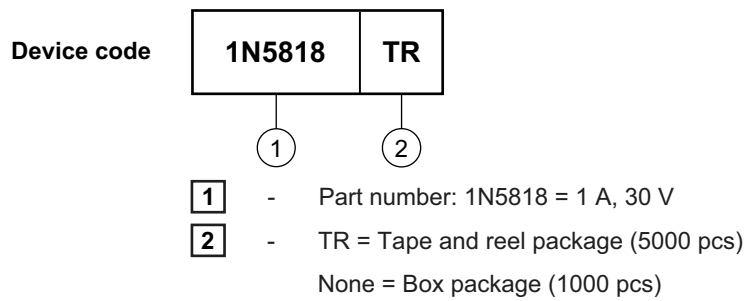 Device code 1N5818 TR
1 2
1 - Part number: 1N5818 = 1 A, 30 V
2 - TR = Tape and reel package (5000 pcs)
None = Box package (1000 pcs)